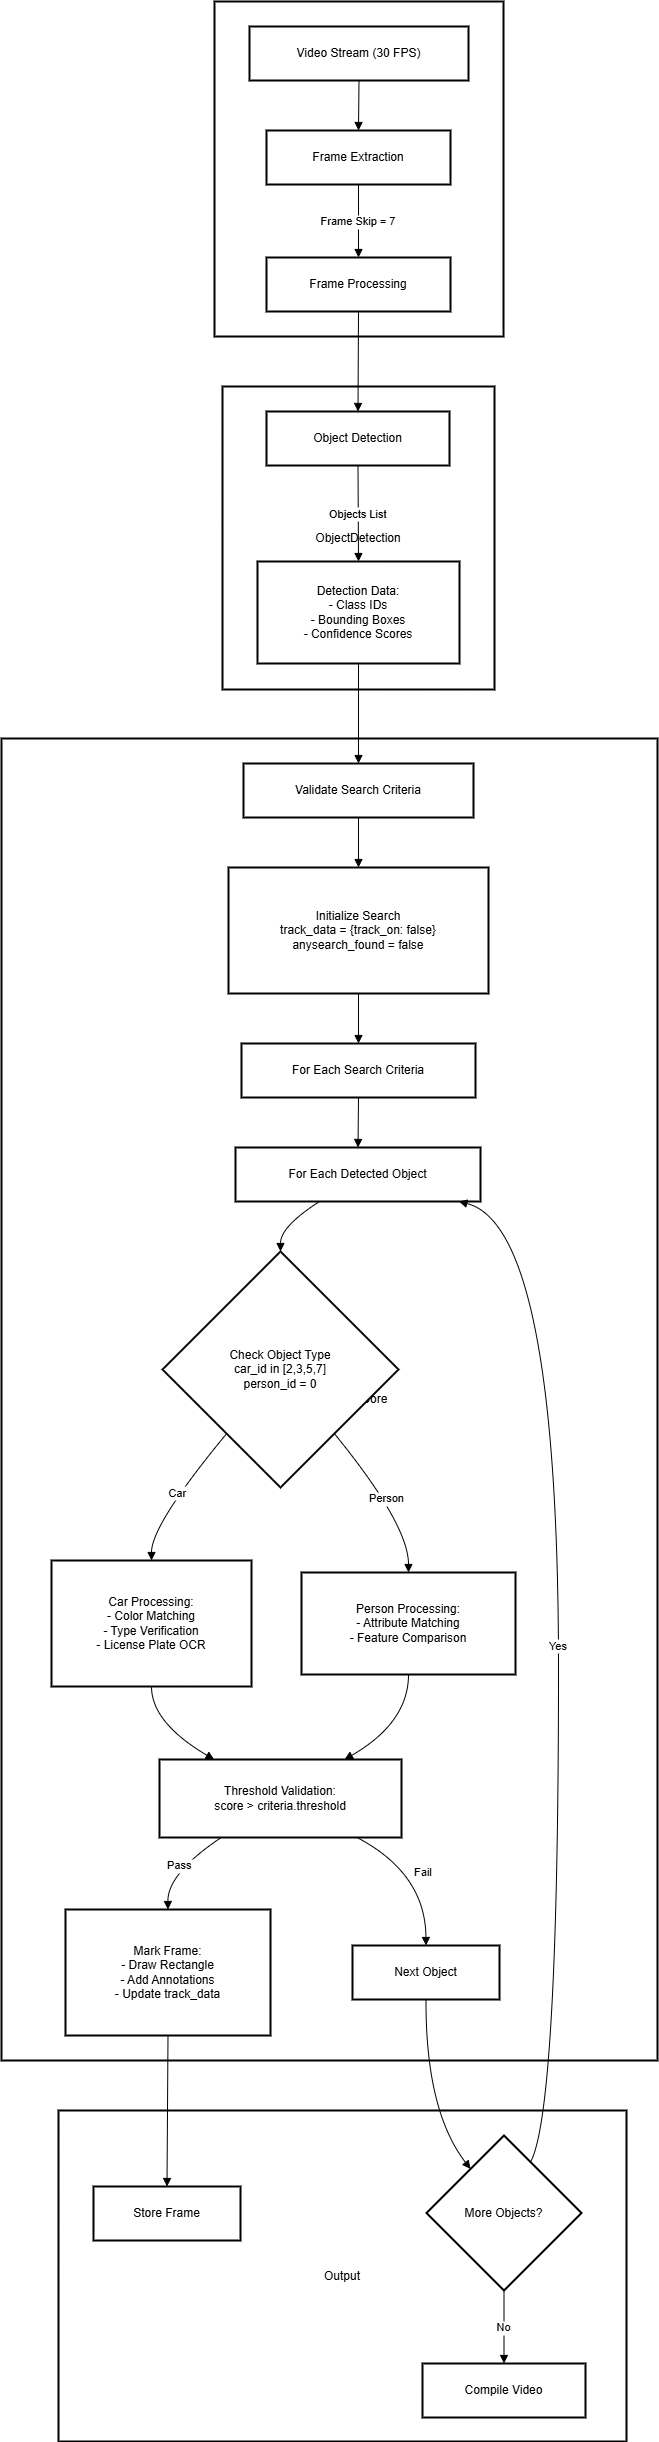 Video Stream (30 FPS)
Frame Extraction
Frame Skip = 7
Frame Processing
Object Detection
Objects List
ObjectDetection
Detection Data:
- Class IDs
- Bounding Boxes
- Confidence Scores
Validate Search Criteria
Initialize Search
track_data = {track_on: false}
anysearch_found = false
For Each Search Criteria
For Each Detected Object
Check Object Type
car_id in [2,3,5,7]
person_id = 0
Car
Person
Car Processing:
- Color Matching
- Type Verification
- License Plate OCR
Person Processing:
- Attribute Matching
- Feature Comparison
Yes
Threshold Validation:
score > criteria.threshold
Pass
Fail
Mark Frame:
- Draw Rectangle
- Add Annotations
- Update track_data
Next Object
Store Frame
More Objects?
Output
No
Compile Video